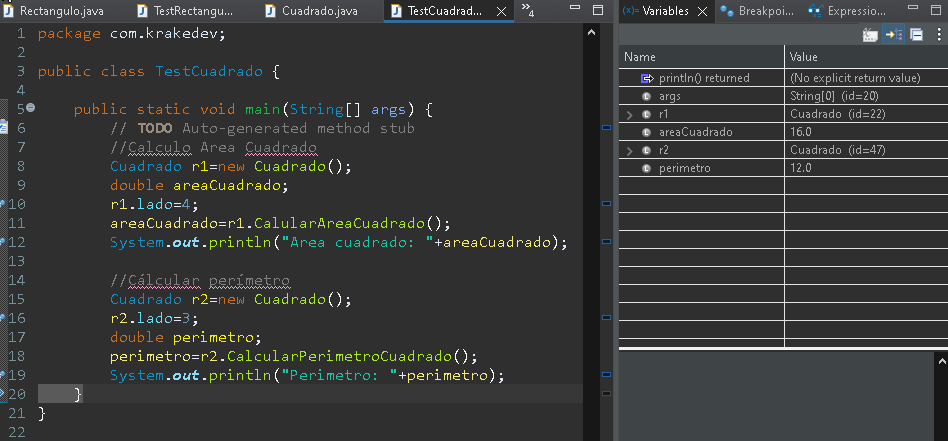 Rectangulo.java TestRectangu... Cuadrado.java TestCuadrad... »4
1 package com.krakedev;
2
3 public class TestCuadrado {
4
5 public static void main(String[] args) {
6 // TODO Auto-generated method stub
7 //Calculo Area Cuadrado
8 Cuadrado r1=new Cuadrado();
9 double areaCuadrado;
10 r1.lado=4;
11 areaCuadrado=r1.CalularAreaCuadrado();
12 System.out.println("Area cuadrado: "+areaCuadrado);
13
14 //Cálcular perímetro
15 Cuadrado r2=new Cuadrado();
16 r2.lado=3;
17 double perimetro;
18 perimetro=r2.CalcularPerimetroCuadrado();
19 System.out.println("Perimetro: "+perimetro);
20 }
21 }
22
(x)= Variables Breakpoi... Expressio...
Name Value
println() returned (No explicit return value)
args String[0] (id=20)
r1 Cuadrado (id=22)
areaCuadrado 16.0
r2 Cuadrado (id=47)
perimetro 12.0